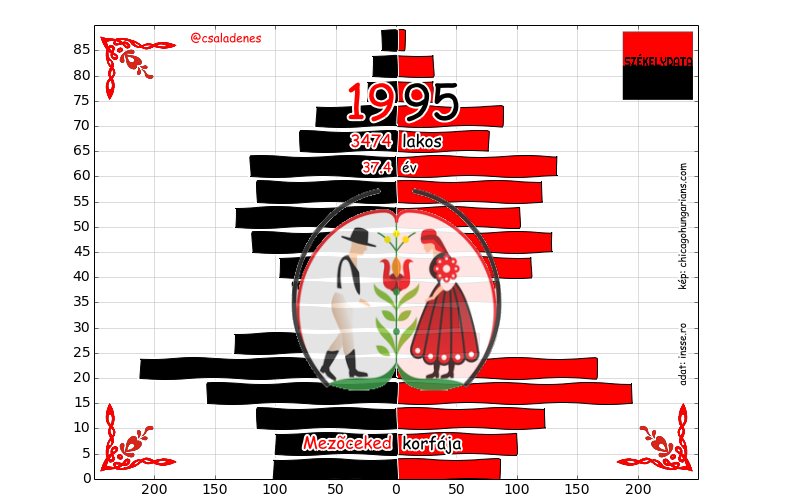 @csaladenes
SZÉKELYDATA
1995
3474 lakos
37.4 év
kép: chicagohungarians.com
adat: insse.ro
Mezõceked korfája
85
80
75
70
65
60
55
50
45
40
35
30
25
20
15
10
5
0
200 150 100 50 0 50 100 150 200